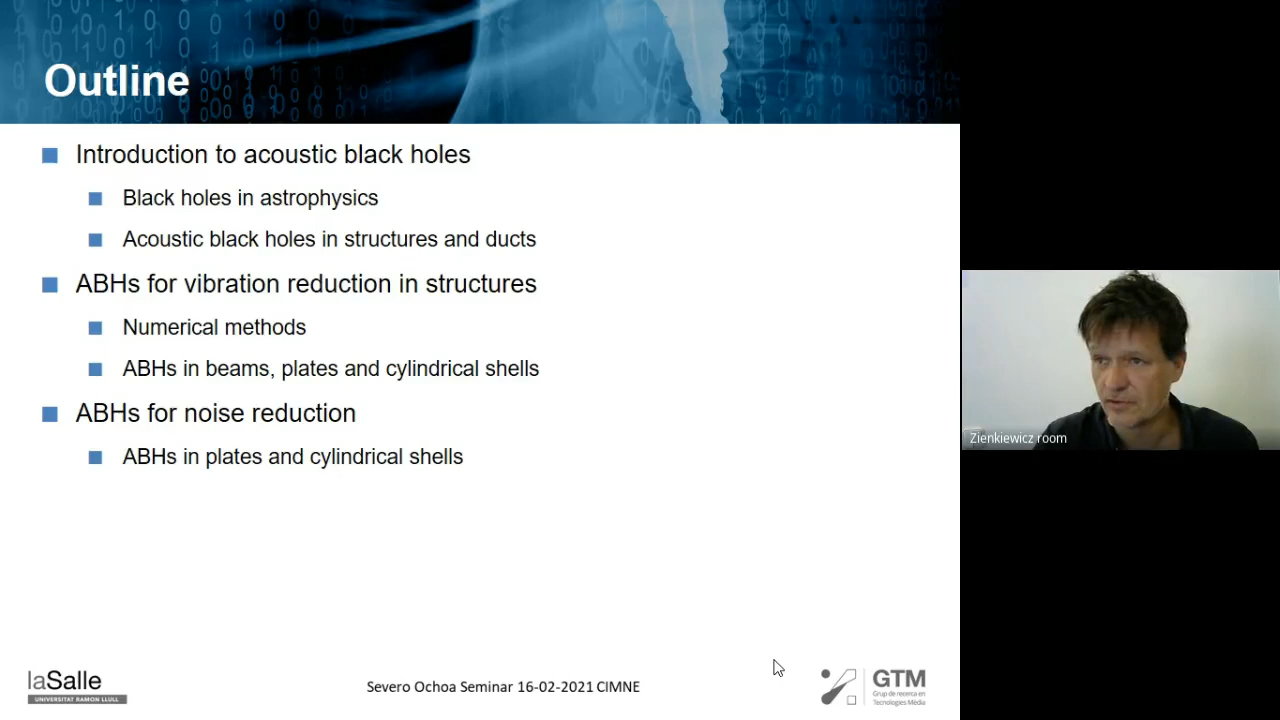 Outline
Introduction to acoustic black holes
Black holes in astrophysics
Acoustic black holes in structures and ducts
ABHs for vibration reduction in structures
Numerical methods
ABHs in beams, plates and cylindrical shells
ABHs for noise reduction
ABHs in plates and cylindrical shells
Zienkiewicz room
laSalle
UNIVERSITAT RAMON LLULL
Severo Ochoa Seminar 16-02-2021 CIMNE
GTM
Grup de recerca en
Tecnologies Mèdia